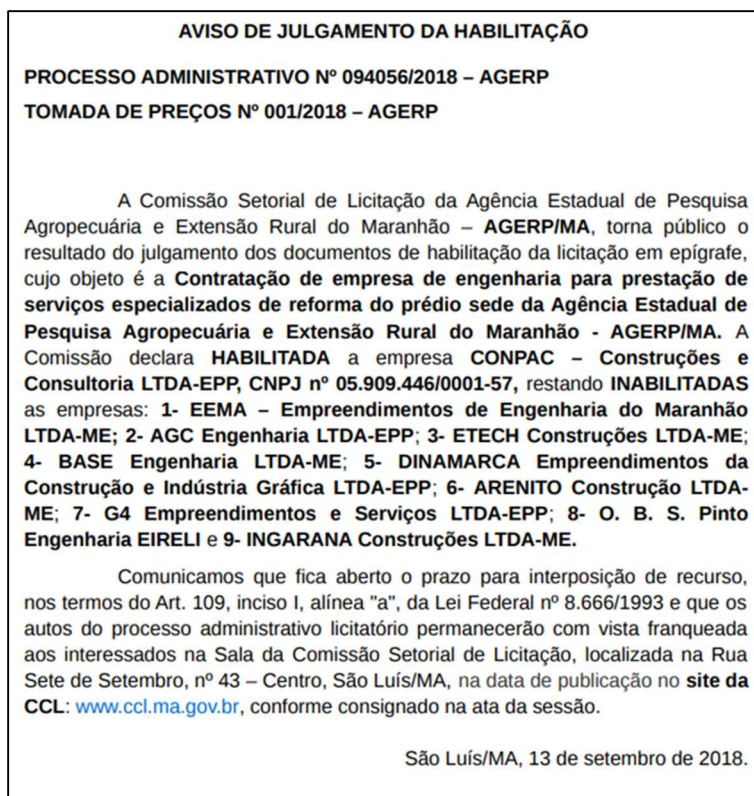 AVISO DE JULGAMENTO DA HABILITAÇÃO
PROCESSO ADMINISTRATIVO Nº 094056/2018 – AGERP
TOMADA DE PREÇOS Nº 001/2018 – AGERP
A Comissão Setorial de Licitação da Agência Estadual de Pesquisa
Agropecuária e Extensão Rural do Maranhão – AGERP/MA, torna público o
resultado do julgamento dos documentos de habilitação da licitação em epígrafe,
cujo objeto é a Contratação de empresa de engenharia para prestação de
serviços especializados de reforma do prédio sede da Agência Estadual de
Pesquisa Agropecuária e Extensão Rural do Maranhão - AGERP/MA. A
Comissão declara HABILITADA a empresa CONPAC – Construções e
Consultoria LTDA-EPP, CNPJ nº 05.909.446/0001-57, restando INABILITADAS
as empresas: 1- EEMA – Empreendimentos de Engenharia do Maranhão
LTDA-ME; 2- AGC Engenharia LTDA-EPP; 3- ETECH Construções LTDA-ME;
4- BASE Engenharia LTDA-ME; 5- DINAMARCA Empreendimentos da
Construção e Indústria Gráfica LTDA-EPP; 6- ARENITO Construção LTDA-
ME; 7- G4 Empreendimentos e Serviços LTDA-EPP; 8- O. B. S. Pinto
Engenharia EIRELI e 9- INGARANA Construções LTDA-ME.
Comunicamos que fica aberto o prazo para interposição de recurso,
nos termos do Art. 109, inciso I, alínea "a", da Lei Federal nº 8.666/1993 e que os
autos do processo administrativo licitatório permanecerão com vista franqueada
aos interessados na Sala da Comissão Setorial de Licitação, localizada na Rua
Sete de Setembro, nº 43 – Centro, São Luís/MA, na data de publicação no site da
CCL: www.ccl.ma.gov.br, conforme consignado na ata da sessão.
São Luís/MA, 13 de setembro de 2018.